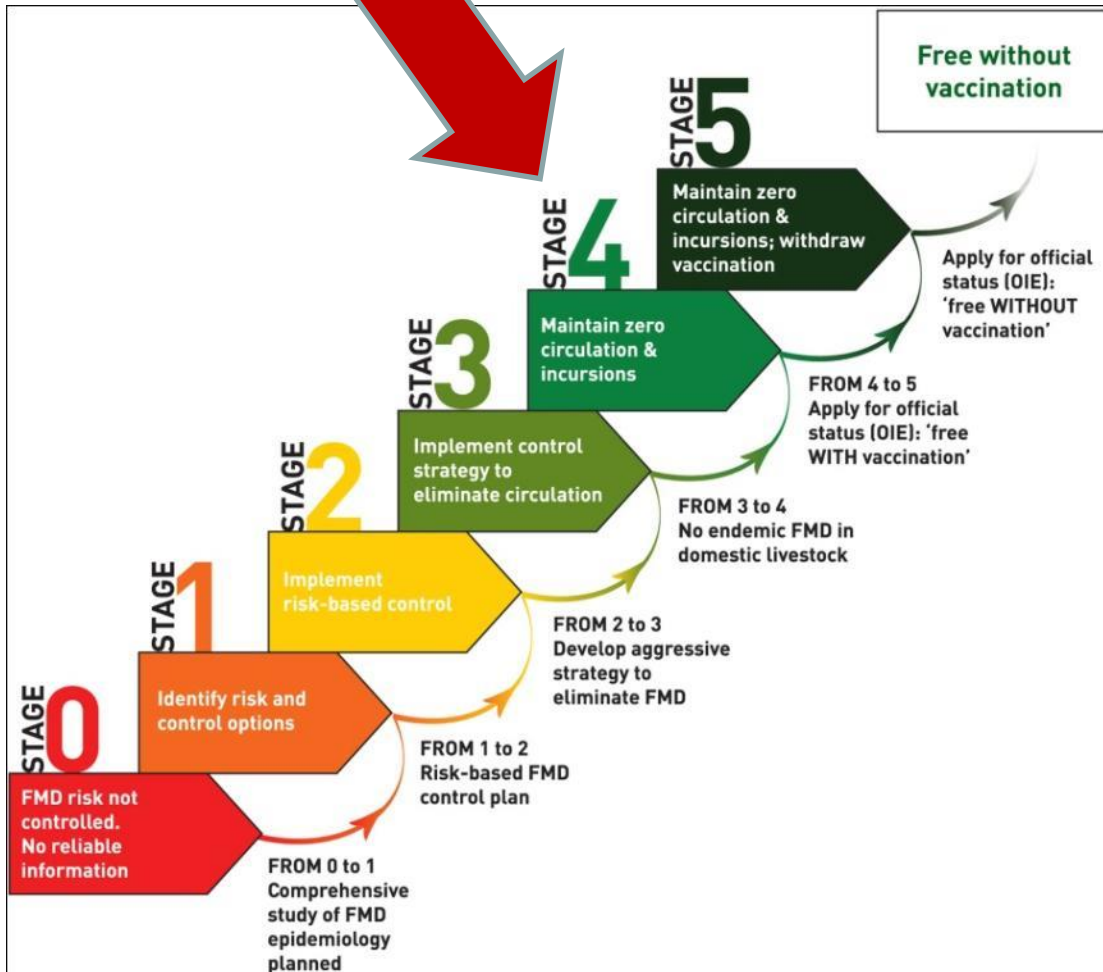 Free without
vaccination
STAGE
5
Maintain zero
circulation &
incursions; withdraw
vaccination
Apply for official
status (OIE):
‘free WITHOUT
vaccination’
STAGE
4
Maintain zero
circulation &
incursions
FROM 4 to 5
Apply for official
status (OIE): ‘free
WITH vaccination’
STAGE
3
Implement control
strategy to
eliminate circulation
FROM 3 to 4
No endemic FMD in
domestic livestock
STAGE
2
Implement
risk-based control
FROM 2 to 3
Develop aggressive
strategy to
eliminate FMD
STAGE
1
Identify risk and
control options
FROM 1 to 2
Risk-based FMD
control plan
STAGE
0
FMD risk not
controlled.
No reliable
information
FROM 0 to 1
Comprehensive
study of FMD
epidemiology
planned